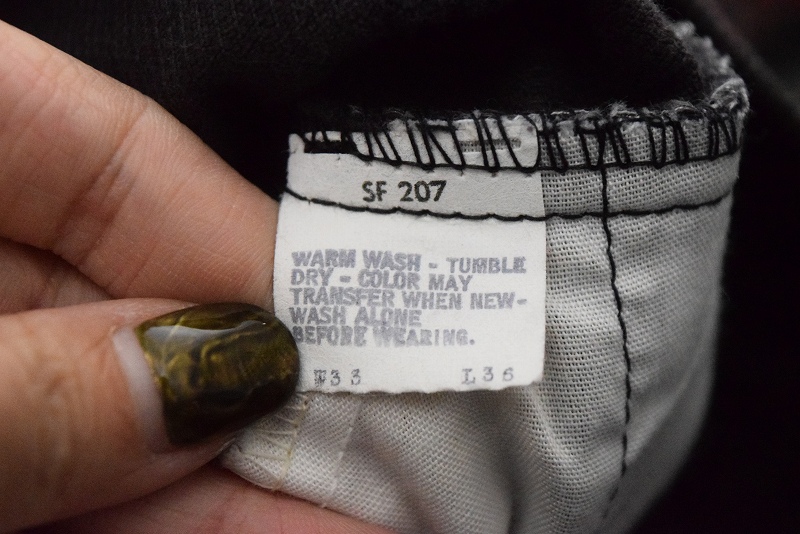 SF 207
WARM WASH - TUMBLE
DRY - COLOR MAY
TRANSFER WHEN NEW-
WASH ALONE
BEFORE WEARING.
W33 L36